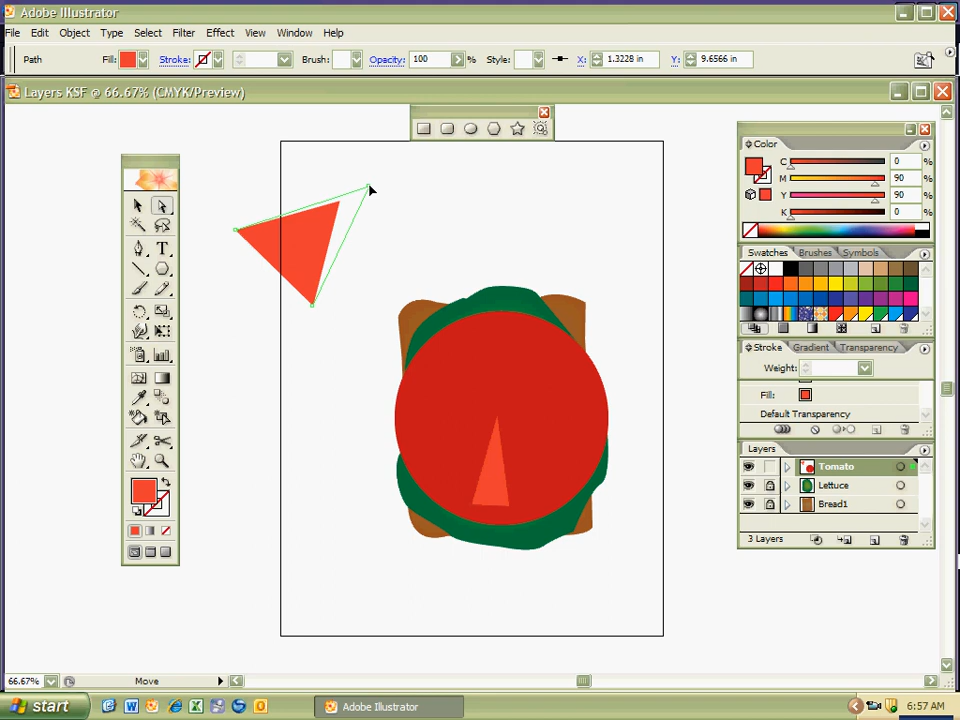 Adobe Illustrator
File Edit Object Type Select Filter Effect View Window Help
Path Fill: Stroke: Brush: Opacity: 100 % Style: X: 1.3228 in Y: 9.6566 in
Layers KSF @ 66.67% (CMYK/Preview)
Color
C 0 %
M 90 %
Y 90 %
K 0 %
Swatches Brushes Symbols
Stroke Gradient Transparency
Weight:
Fill:
Default Transparency
Layers
Tomato
Lettuce
Bread1
3 Layers
T
66.67% Move
start Adobe Illustrator 6:57 AM